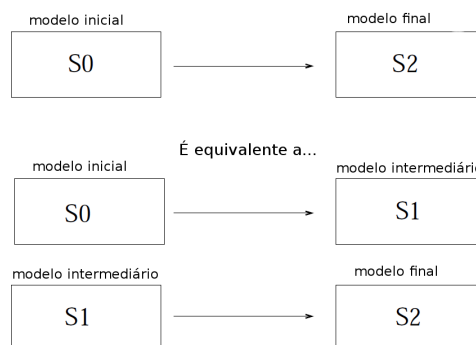 modelo inicial
modelo final
S0
S2
É equivalente a...
modelo inicial
modelo intermediário
S0
S1
modelo intermediário
modelo final
S1
S2